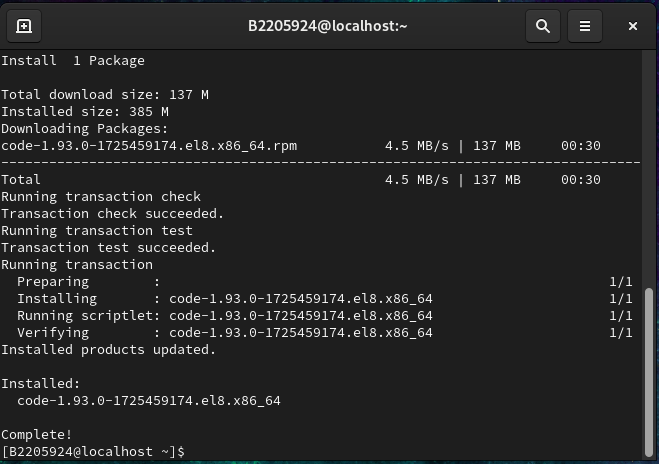 B2205924@localhost:~
Install  1 Package
Total download size: 137 M
Installed size: 385 M
Downloading Packages:
code-1.93.0-1725459174.el8.x86_64.rpm           4.5 MB/s | 137 MB     00:30
--------------------------------------------------------------------------------
Total                                           4.5 MB/s | 137 MB     00:30
Running transaction check
Transaction check succeeded.
Running transaction test
Transaction test succeeded.
Running transaction
  Preparing        :                                                        1/1
  Installing       : code-1.93.0-1725459174.el8.x86_64                      1/1
  Running scriptlet: code-1.93.0-1725459174.el8.x86_64                      1/1
  Verifying        : code-1.93.0-1725459174.el8.x86_64                      1/1
Installed products updated.
Installed:
  code-1.93.0-1725459174.el8.x86_64
Complete!
[B2205924@localhost ~]$